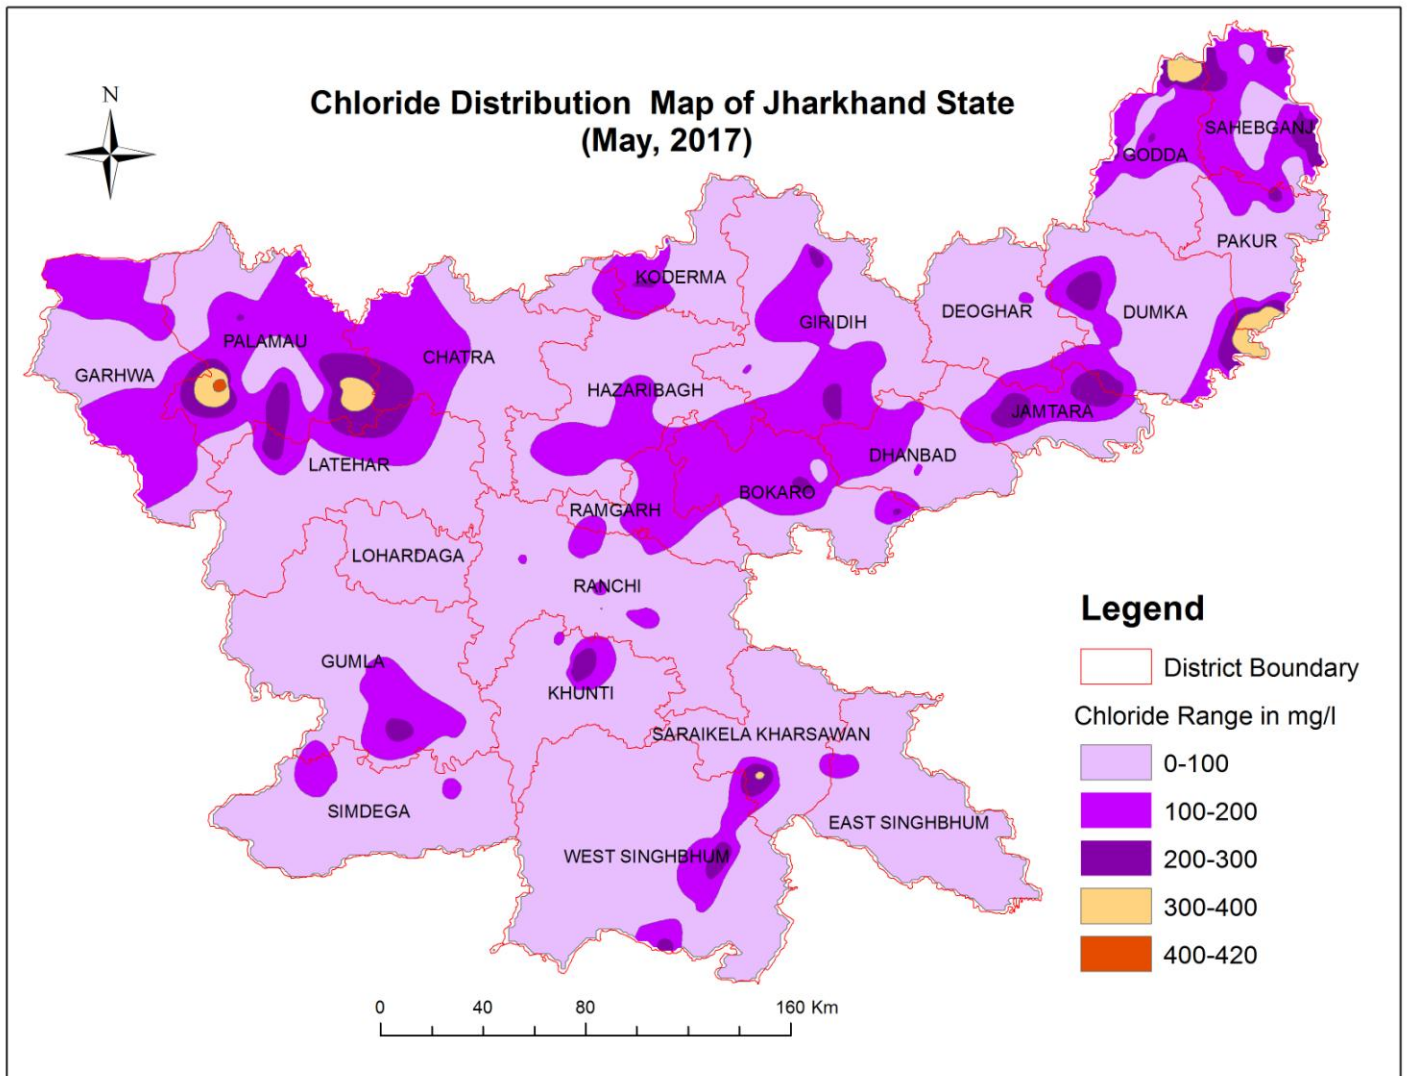 N
Chloride Distribution Map of Jharkhand State
(May, 2017)
SAHEBGANJ
GODDA
PAKUR
KODERMA
DEOGHAR
DUMKA
GIRIDIH
PALAMAU
CHATRA
GARHWA
HAZARIBAGH
JAMTARA
DHANBAD
LATEHAR
BOKARO
RAMGARH
LOHARDAGA
RANCHI
GUMLA
KHUNTI
SARAIKELA KHARSAWAN
SIMDEGA
EAST SINGHBHUM
WEST SINGHBHUM
Legend
District Boundary
Chloride Range in mg/l
0-100
100-200
200-300
300-400
400-420
0 40 80 160 Km